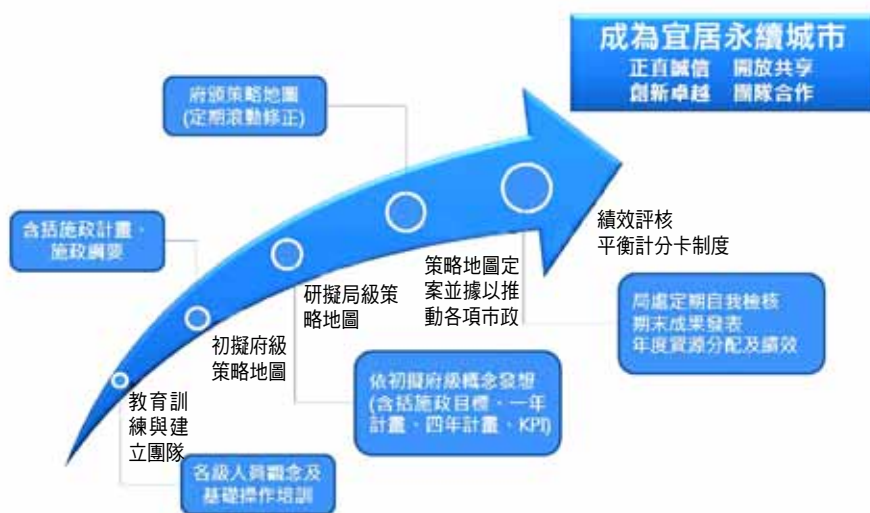 成為宜居永續城市
正直誠信 開放共享
創新卓越 團隊合作
府頒策略地圖
(定期滾動修正)
含括施政計畫、
施政綱要
教育訓
練與建
立團隊
各級人員觀念及
基礎操作培訓
初擬府級
策略地圖
研擬局級策
略地圖
依初擬府級概念發想
(含括施政目標、一年
計畫、四年計畫、KPI)
策略地圖定
案並據以推
動各項市政
績效評核
平衡計分卡制度
局處定期自我檢核
期末成果發表
年度資源分配及績效